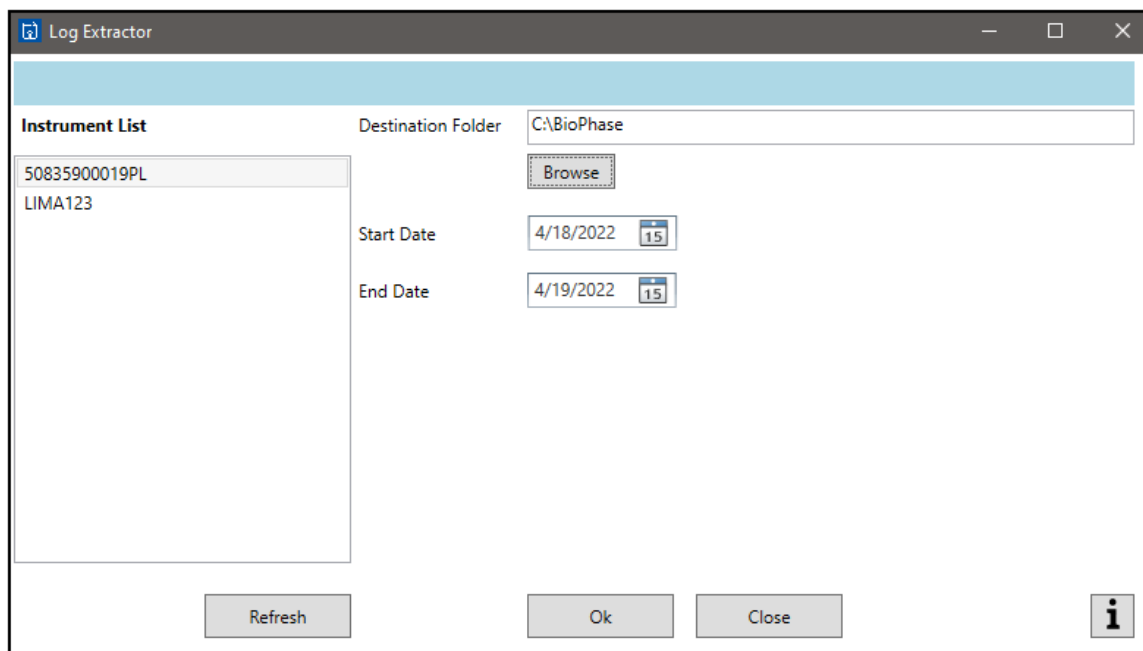 Log Extractor
Instrument List
Destination Folder
C:\BioPhase
50835900019PL
Browse
LIMA123
Start Date
4/18/2022
15
End Date
4/19/2022
15
Refresh
Ok
Close
i